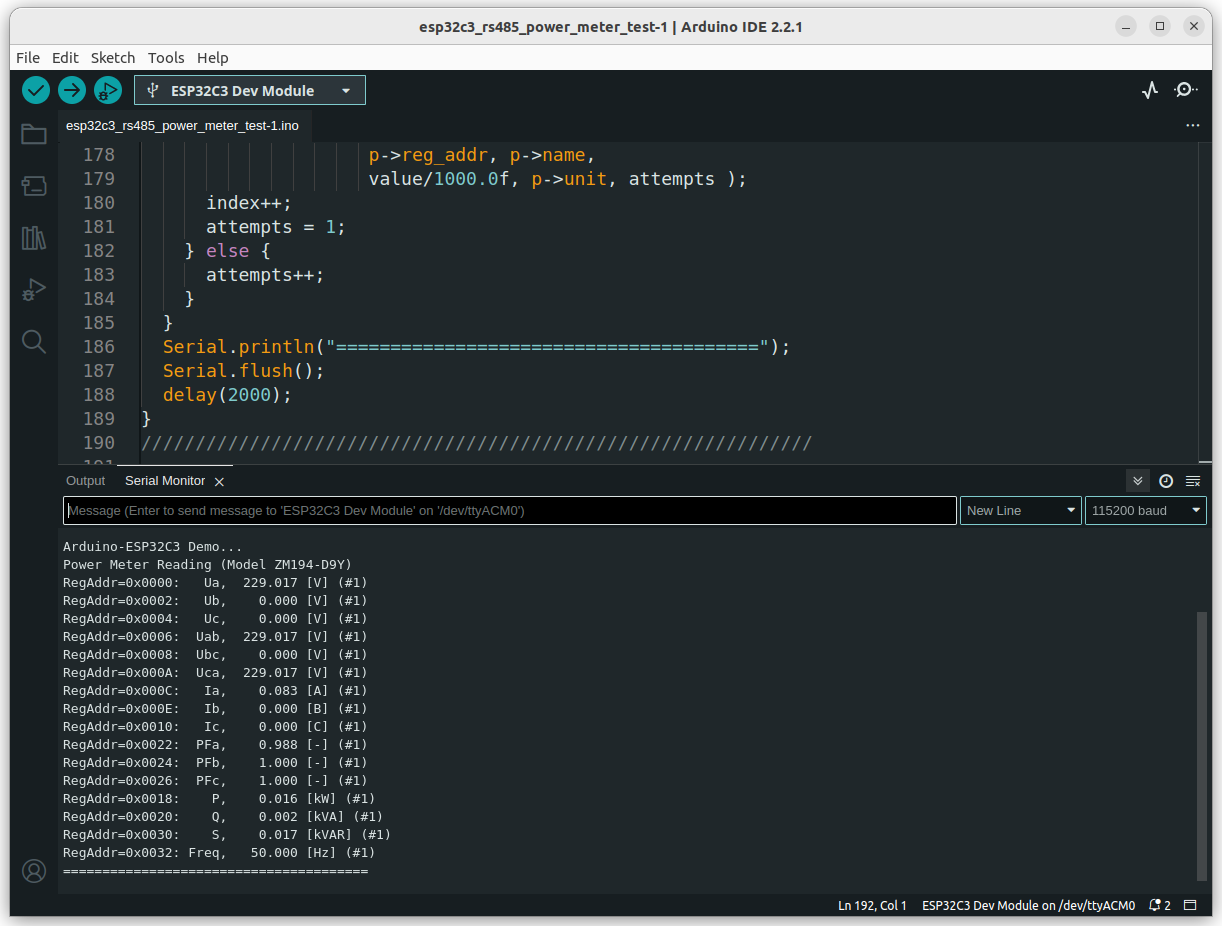 esp32c3_rs485_power_meter_test-1 | Arduino IDE 2.2.1
File Edit Sketch Tools Help
ESP32C3 Dev Module
esp32c3_rs485_power_meter_test-1.ino
178 p->reg_addr, p->name,
179 value/1000.0f, p->unit, attempts );
180 index++;
181 attempts = 1;
182 } else {
183 attempts++;
184 }
185 }
186 Serial.println("=======================================");
187 Serial.flush();
188 delay(2000);
189 }
190 //////////////////////////////////////////////////////////////
191
Output Serial Monitor
Message (Enter to send message to 'ESP32C3 Dev Module' on '/dev/ttyACM0')
New Line
115200 baud
Arduino-ESP32C3 Demo...
Power Meter Reading (Model ZM194-D9Y)
RegAddr=0x0000:   Ua,  229.017 [V] (#1)
RegAddr=0x0002:   Ub,    0.000 [V] (#1)
RegAddr=0x0004:   Uc,    0.000 [V] (#1)
RegAddr=0x0006:  Uab,  229.017 [V] (#1)
RegAddr=0x0008:  Ubc,    0.000 [V] (#1)
RegAddr=0x000A:  Uca,  229.017 [V] (#1)
RegAddr=0x000C:   Ia,    0.083 [A] (#1)
RegAddr=0x000E:   Ib,    0.000 [B] (#1)
RegAddr=0x0010:   Ic,    0.000 [C] (#1)
RegAddr=0x0022:  PFa,    0.988 [-] (#1)
RegAddr=0x0024:  PFb,    1.000 [-] (#1)
RegAddr=0x0026:  PFc,    1.000 [-] (#1)
RegAddr=0x0018:    P,    0.016 [kW] (#1)
RegAddr=0x0020:    Q,    0.002 [kVA] (#1)
RegAddr=0x0030:    S,    0.017 [kVAR] (#1)
RegAddr=0x0032: Freq,   50.000 [Hz] (#1)
=======================================
Ln 192, Col 1 ESP32C3 Dev Module on /dev/ttyACM0 2